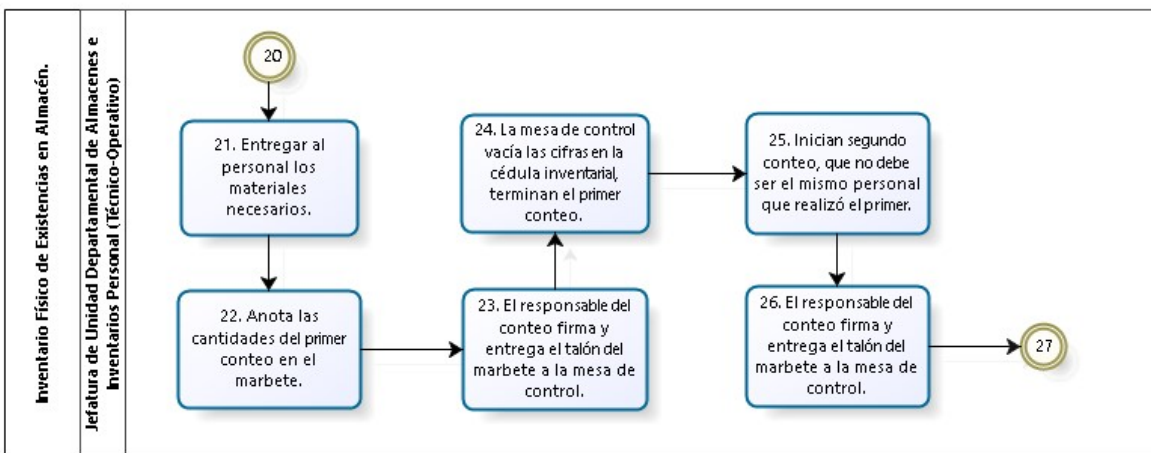 Inventario Físico de Existencias en Almacén.
Jefatura de Unidad Departamental de Almacenes e
Inventarios Personal (Técnico-Operativo)
20
21. Entregar al
personal los
materiales
necesarios.
22. Anota las
cantidades del primer
conteo en el
marbete.
23. El responsable del
conteo firma y
entrega el talón del
marbete a la mesa de
control.
24. La mesa de control
vacía las cifras en la
cédula inventarial,
terminan el primer
conteo.
25. Inician segundo
conteo, que no debe
ser el mismo personal
que realizó el primer.
26. El responsable del
conteo firma y
entrega el talón del
marbete a la mesa de
control.
27